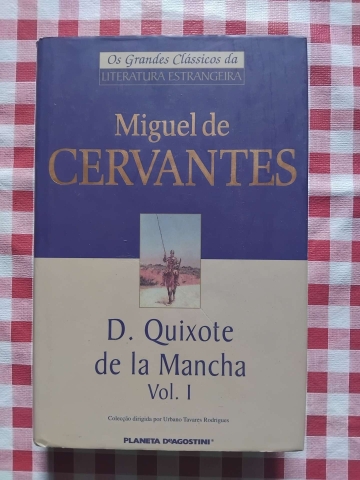 Os Grandes Clássicos da
LITERATURA ESTRANGEIRA
Miguel de
CERVANTES
D. Quixote
de la Mancha
Vol. I
Colecção dirigida por Urbano Tavares Rodrigues
PLANETA DEAGOSTINI